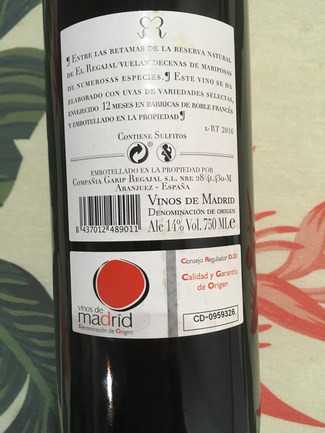 ¶ Entre las retamas de la reserva natural
de El Regajal/vuelan decenas de mariposas
de numerosas especies.¶ Este vino se ha
elaborado con uvas de variedades selectas,
envejecido 12 meses en barricas de roble francés
y embotellado en la propiedad¶
L-RT 2016
Contiene Sulfitos
embotellado en la propiedad por
Compañía Garip Regajal s.l. nre 28/41.430-M
Aranjuez - España
8 437012 489011
Vinos de Madrid
Denominación de Origen
Alc 14% Vol. 750 ML e
vinos de
madrid
Denominación de Origen
Consejo Regulador D.O.
Calidad y Garantía
de Origen
CD-0959326